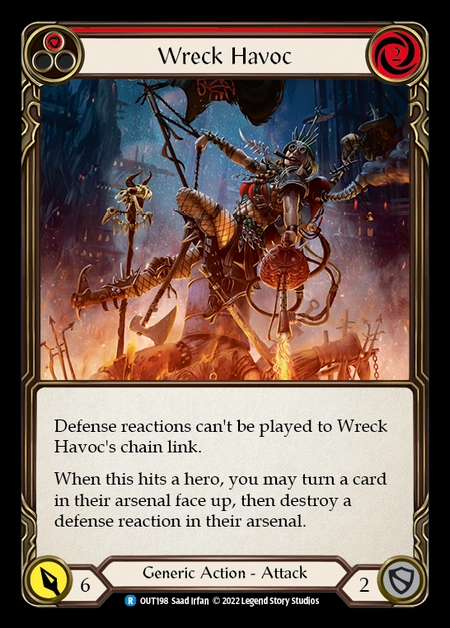 Wreck Havoc
2
Defense reactions can't be played to Wreck
Havoc's chain link.
When this hits a hero, you may turn a card
in their arsenal face up, then destroy a
defense reaction in their arsenal.
6
Generic Action - Attack
2
R OUT198 Saad Irfan © 2022 Legend Story Studios